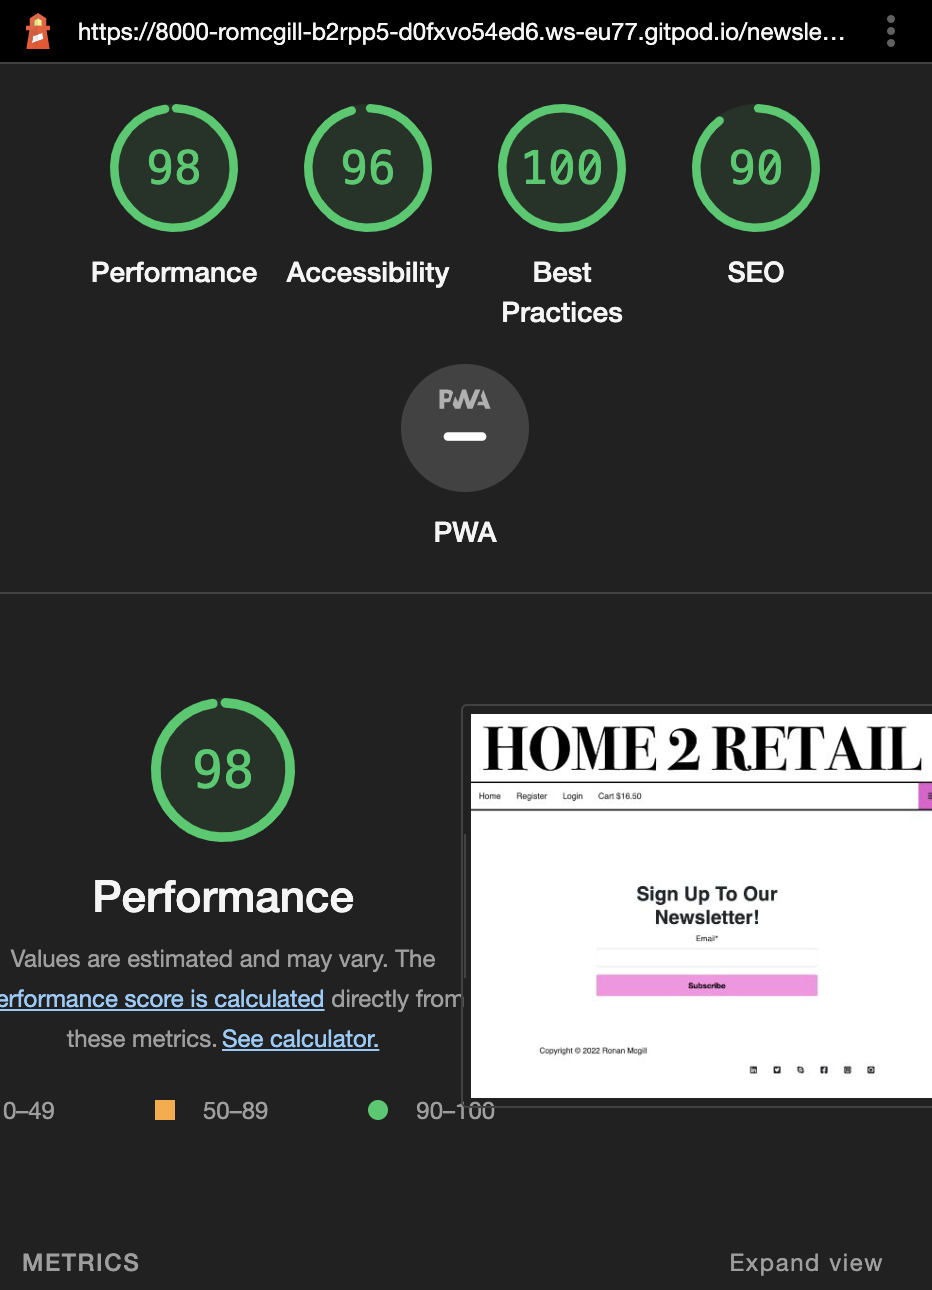 https://8000-romcgill-b2rpp5-d0fxvo54ed6.ws-eu77.gitpod.io/newsle…
98
96
100
90
Performance
Accessibility
Best
Practices
SEO
PWA
PWA
98
Performance
Values are estimated and may vary. The
erformance score is calculated directly from
these metrics. See calculator.
0–49
50–89
90–100
HOME 2 RETAIL
Home Register Login Cart $16.50
Sign Up To Our
Newsletter!
Email*
Subscribe
Copyright © 2022 Ronan Mcgill
METRICS
Expand view